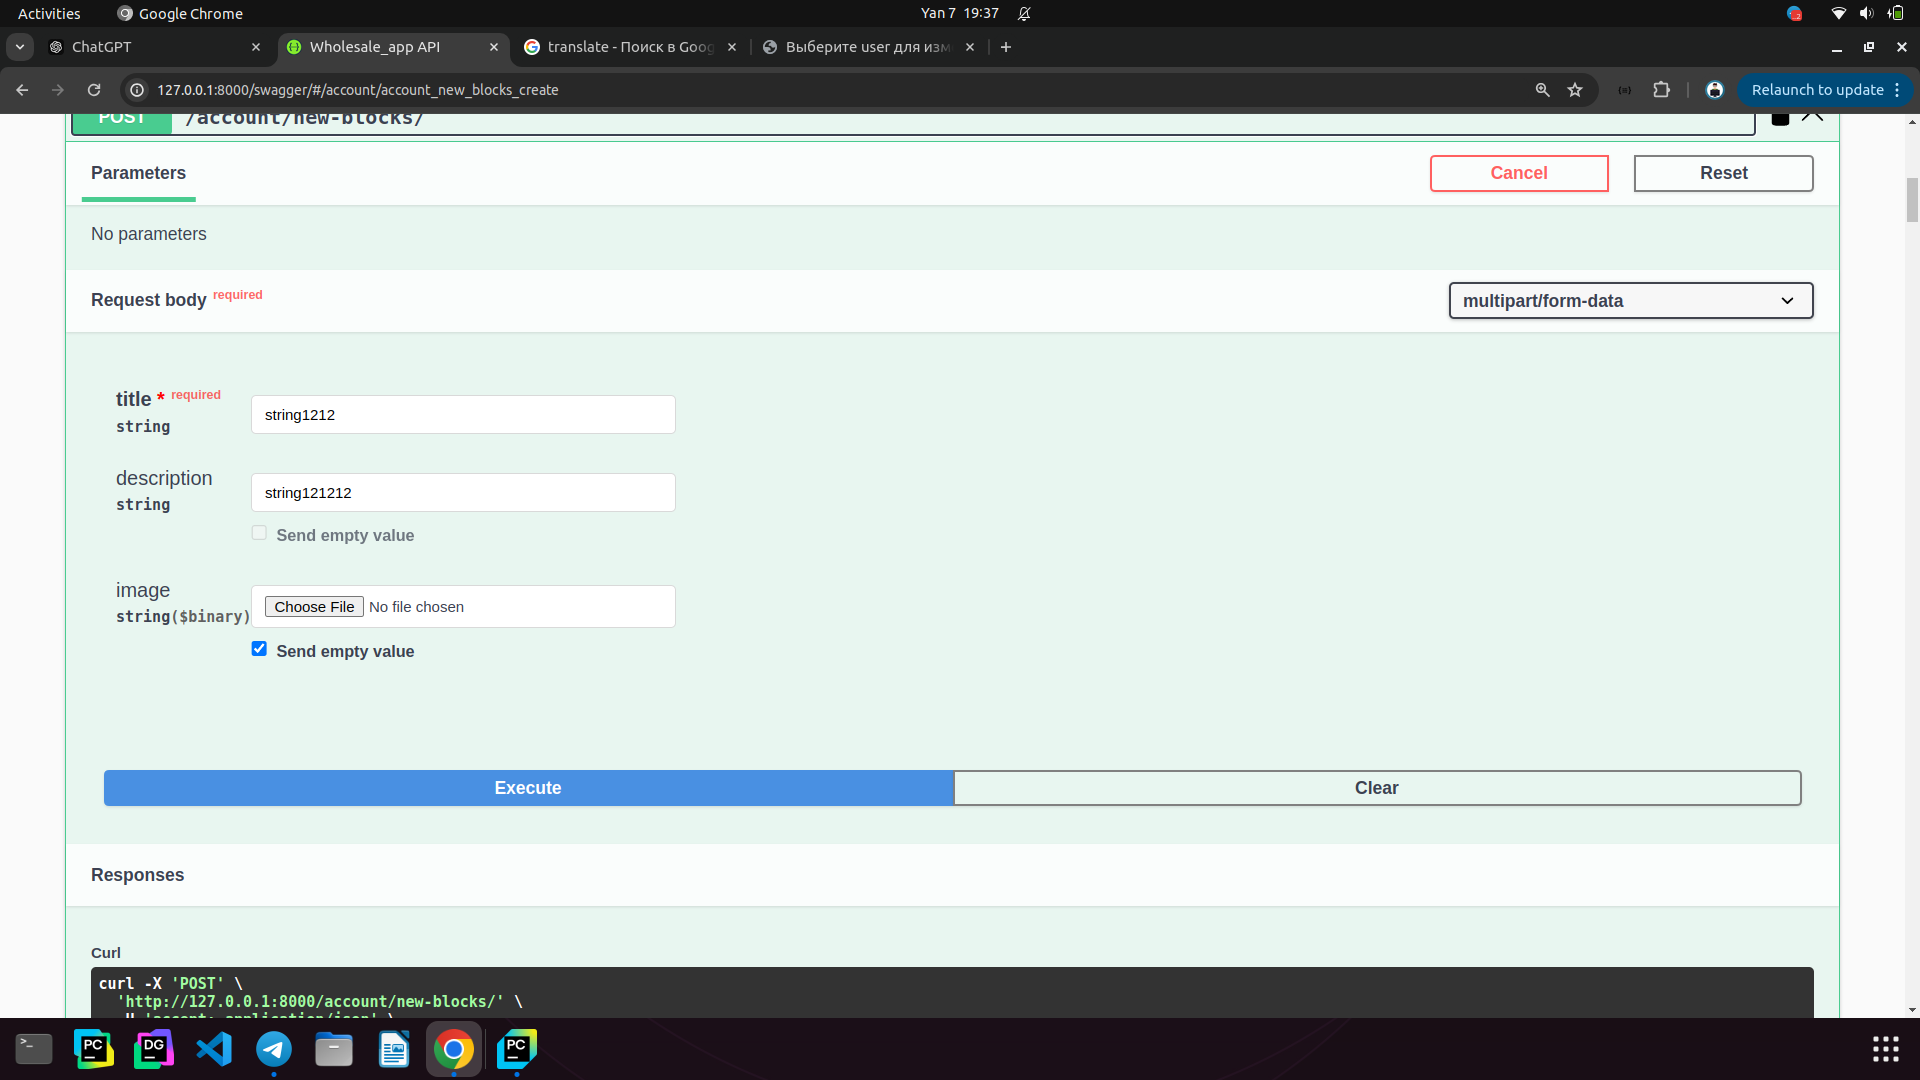 Activities
Google Chrome
Yan 7 19:37
ChatGPT
Wholesale_app API
translate - Поиск в Goog
Выберите user для изм
127.0.0.1:8000/swagger/#/account/account_new_blocks_create
Relaunch to update
POST
/account/new-blocks/
Parameters
Cancel
Reset
No parameters
Request body required
multipart/form-data
title * required
string
string1212
description
string
string121212
Send empty value
image
string($binary)
Choose File No file chosen
Send empty value
Execute
Clear
Responses
Curl
curl -X 'POST' \
'http://127.0.0.1:8000/account/new-blocks/' \
-H 'accept: application/json' \
PC
DG
PC